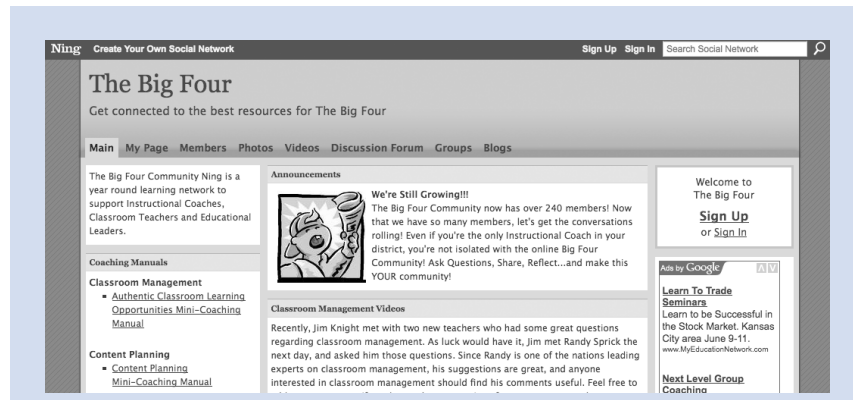 Ning Create Your Own Social Network Sign Up Sign In Search Social Network
The Big Four
Get connected to the best resources for The Big Four
Main My Page Members Photos Videos Discussion Forum Groups Blogs
The Big Four Community Ning is a
year round learning network to
support Instructional Coaches,
Classroom Teachers and Educational
Leaders.
Coaching Manuals
Classroom Management
Authentic Classroom Learning
Opportunities Mini-Coaching
Manual
Content Planning
Content Planning
Mini-Coaching Manual
Announcements
We're Still Growing!!!
The Big Four Community now has over 240 members! Now
that we have so many members, let's get the conversations
rolling! Even if you're the only Instructional Coach in your
district, you're not isolated with the online Big Four
Community! Ask Questions, Share, Reflect...and make this
YOUR community!
Classroom Management Videos
Recently, Jim Knight met with two new teachers who had some great questions
regarding classroom management. As luck would have it, Jim met Randy Sprick the
next day, and asked him those questions. Since Randy is one of the nations leading
experts on classroom management, his suggestions are great, and anyone
interested in classroom management should find his comments useful. Feel free to
Welcome to
The Big Four
Sign Up
or Sign In
Ads by Google
Learn To Trade
Seminars
Learn to be Successful in
the Stock Market. Kansas
City area June 9-11.
www.MyEducationNetwork.com
Next Level Group
Coaching